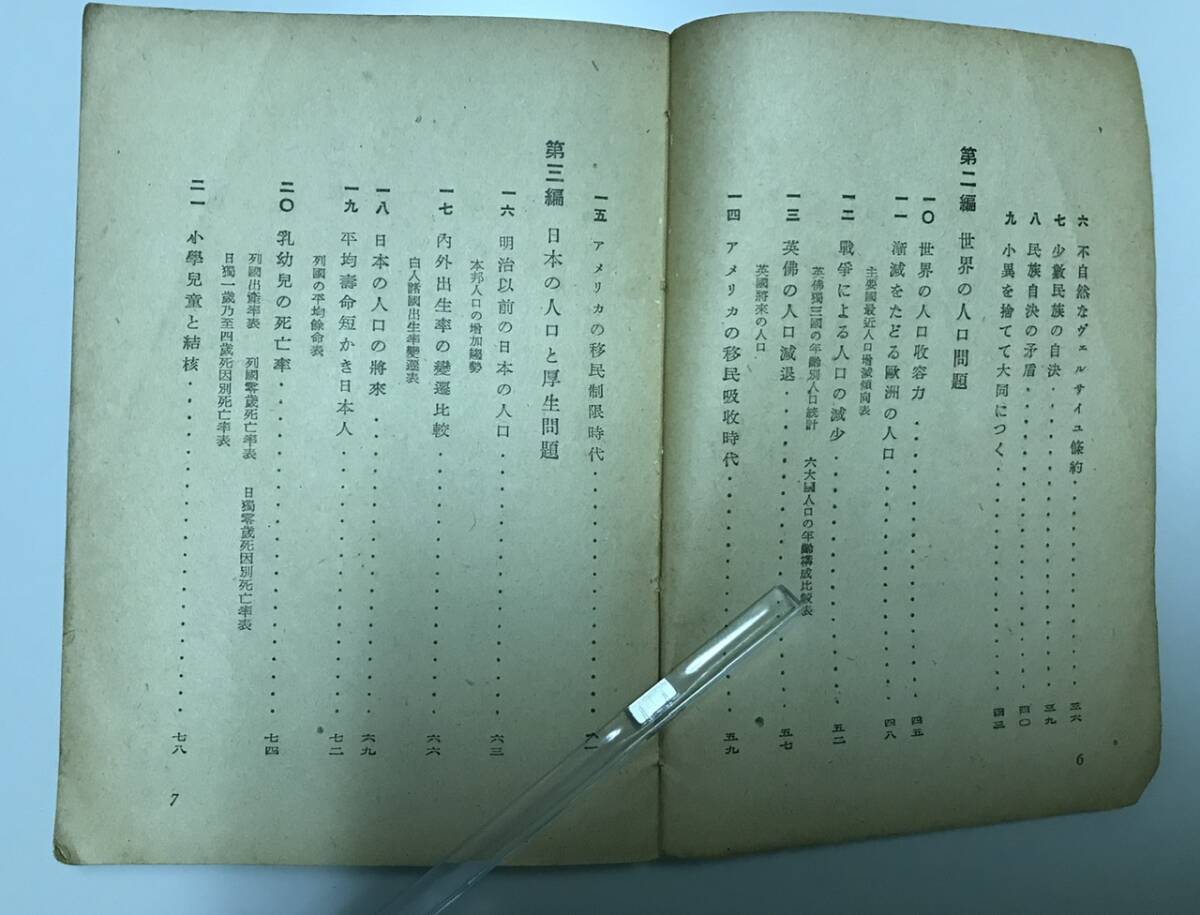 六 不自然なヴェルサイユ條約 三六
七 少數民族の自決 三九
八 民族自決の矛盾 四〇
九 小異を捨てて大同につく 四三
第二編 世界の人口問題
一〇 世界の人口收容力 四五
一一 漸減をたどる歐洲の人口 四八
主要國最近人口增減傾向表
一二 戰爭による人口の減少 五二
英佛獨三國の年齡別人口統計 六大國人口の年齡構成比較表
一三 英佛の人口減退 五七
英國將來の人口
一四 アメリカの移民吸收時代 五九
6
一五 アメリカの移民制限時代
第三編 日本の人口と厚生問題
一六 明治以前の日本の人口 六三
本邦人口の增加趨勢
一七 內外出生率の變遷比較 六六
白人諸國出生率變遷表
一八 日本の人口の將來 六九
一九 平均壽命短かき日本人 七二
列國の平均餘命表
二〇 乳幼兒の死亡率 七四
列國出產率表 列國零歲死亡率表 日獨零歲死因別死亡率表
日獨一歲乃至四歲死因別死亡率表
二一 小學兒童と結核 七八
7